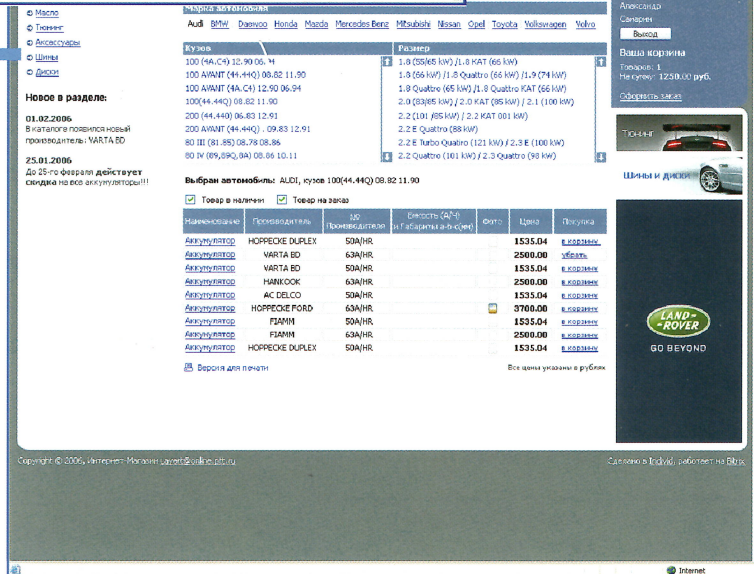 Масло
Тюнинг
Аксессуары
Шины
Диски
Новое в разделе:
01.02.2006
В каталоге появился новый
производитель: VARTA BD
25.01.2006
До 25-го февраля действует
скидка на все аккумуляторы!!!
Марка автомобиля
Audi BMW Daewoo Honda Mazda Mercedes Benz Mitsubishi Nissan Opel Toyota Volkswagen Volvo
Кузов
100 (4A.C4) 12.90 06.
100 AVANT (44.44Q) 08.82 11.90
100 AVANT (4A.C4) 12.90 06.94
100(44.44Q) 08.82 11.90
200 (44.44Q) 06.83 12.91
200 AVANT (44.44Q) . 09.83 12.91
80 III (81.85) 08.78 08.86
80 IV (89,89Q,8A) 08.86 10.11
Размер
1.8 (55/65 kW) /1.8 KAT (66 kW)
1.8 (66 kW) /1.8 Quattro (66 kW) /1.9 (74 kW)
1.8 Quattro (65 kW) /1.8 Quattro KAT (66 kW)
2.0 (83/85 kW) / 2.0 KAT (85 kW) / 2.1 (100 kW)
2.2 (101 /85 kW) / 2.2 KAT 001 kW)
2.2 E Quattro (88 kW)
2.2 E Turbo Quattro (121 kW) / 2.3 E (100 kW)
2.2 Quattro (101 kW) / 2.3 Quattro (98 kW)
Выбран автомобиль: AUDI, кузов 100(44.44Q) 08.82 11.90
Товар в наличии Товар на заказ
Наименование Производитель № Производителя Емкость (А/Ч) и Габариты a-b-c(мм) Фото Цена Покупка
Аккумулятор HOPPECKE DUPLEX 50A/HR 1535.04 в корзину
Аккумулятор VARTA BD 63A/HR 2500.00 убрать
Аккумулятор VARTA BD 50A/HR 1535.04 в корзину
Аккумулятор HANKOOK 63A/HR 2500.00 в корзину
Аккумулятор AC DELCO 50A/HR 1535.04 в корзину
Аккумулятор HOPPECKE FORD 63A/HR 3700.00 в корзину
Аккумулятор FIAMM 50A/HR 1535.04 в корзину
Аккумулятор FIAMM 63A/HR 2500.00 в корзину
Аккумулятор HOPPECKE DUPLEX 50A/HR 1535.04 в корзину
Версия для печати Все цены указаны в рублях
Александр
Санарин
Выход
Ваша корзина
Товаров: 1
На сумму: 1250.00 руб.
Оформить заказ
Тюнинг
Шины и диски
LAND-
-ROVER
GO BEYOND
Copyright © 2006, Интернет-Магазин
Сделано в Individ, работает на Bitrix
Internet